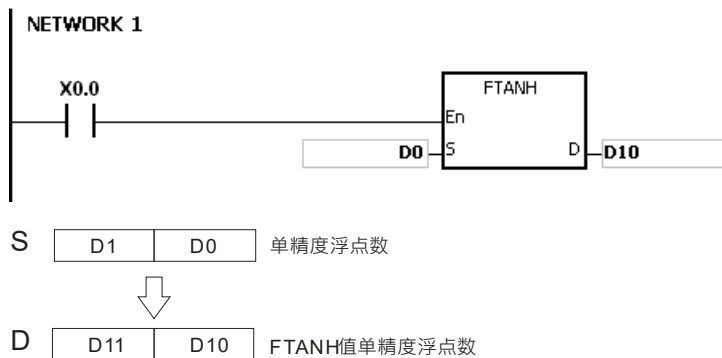 NETWORK 1
X0.0
FTANH
En
D0 S D D10
S D1 D0 单精度浮点数
D D11 D10 FTANH值单精度浮点数